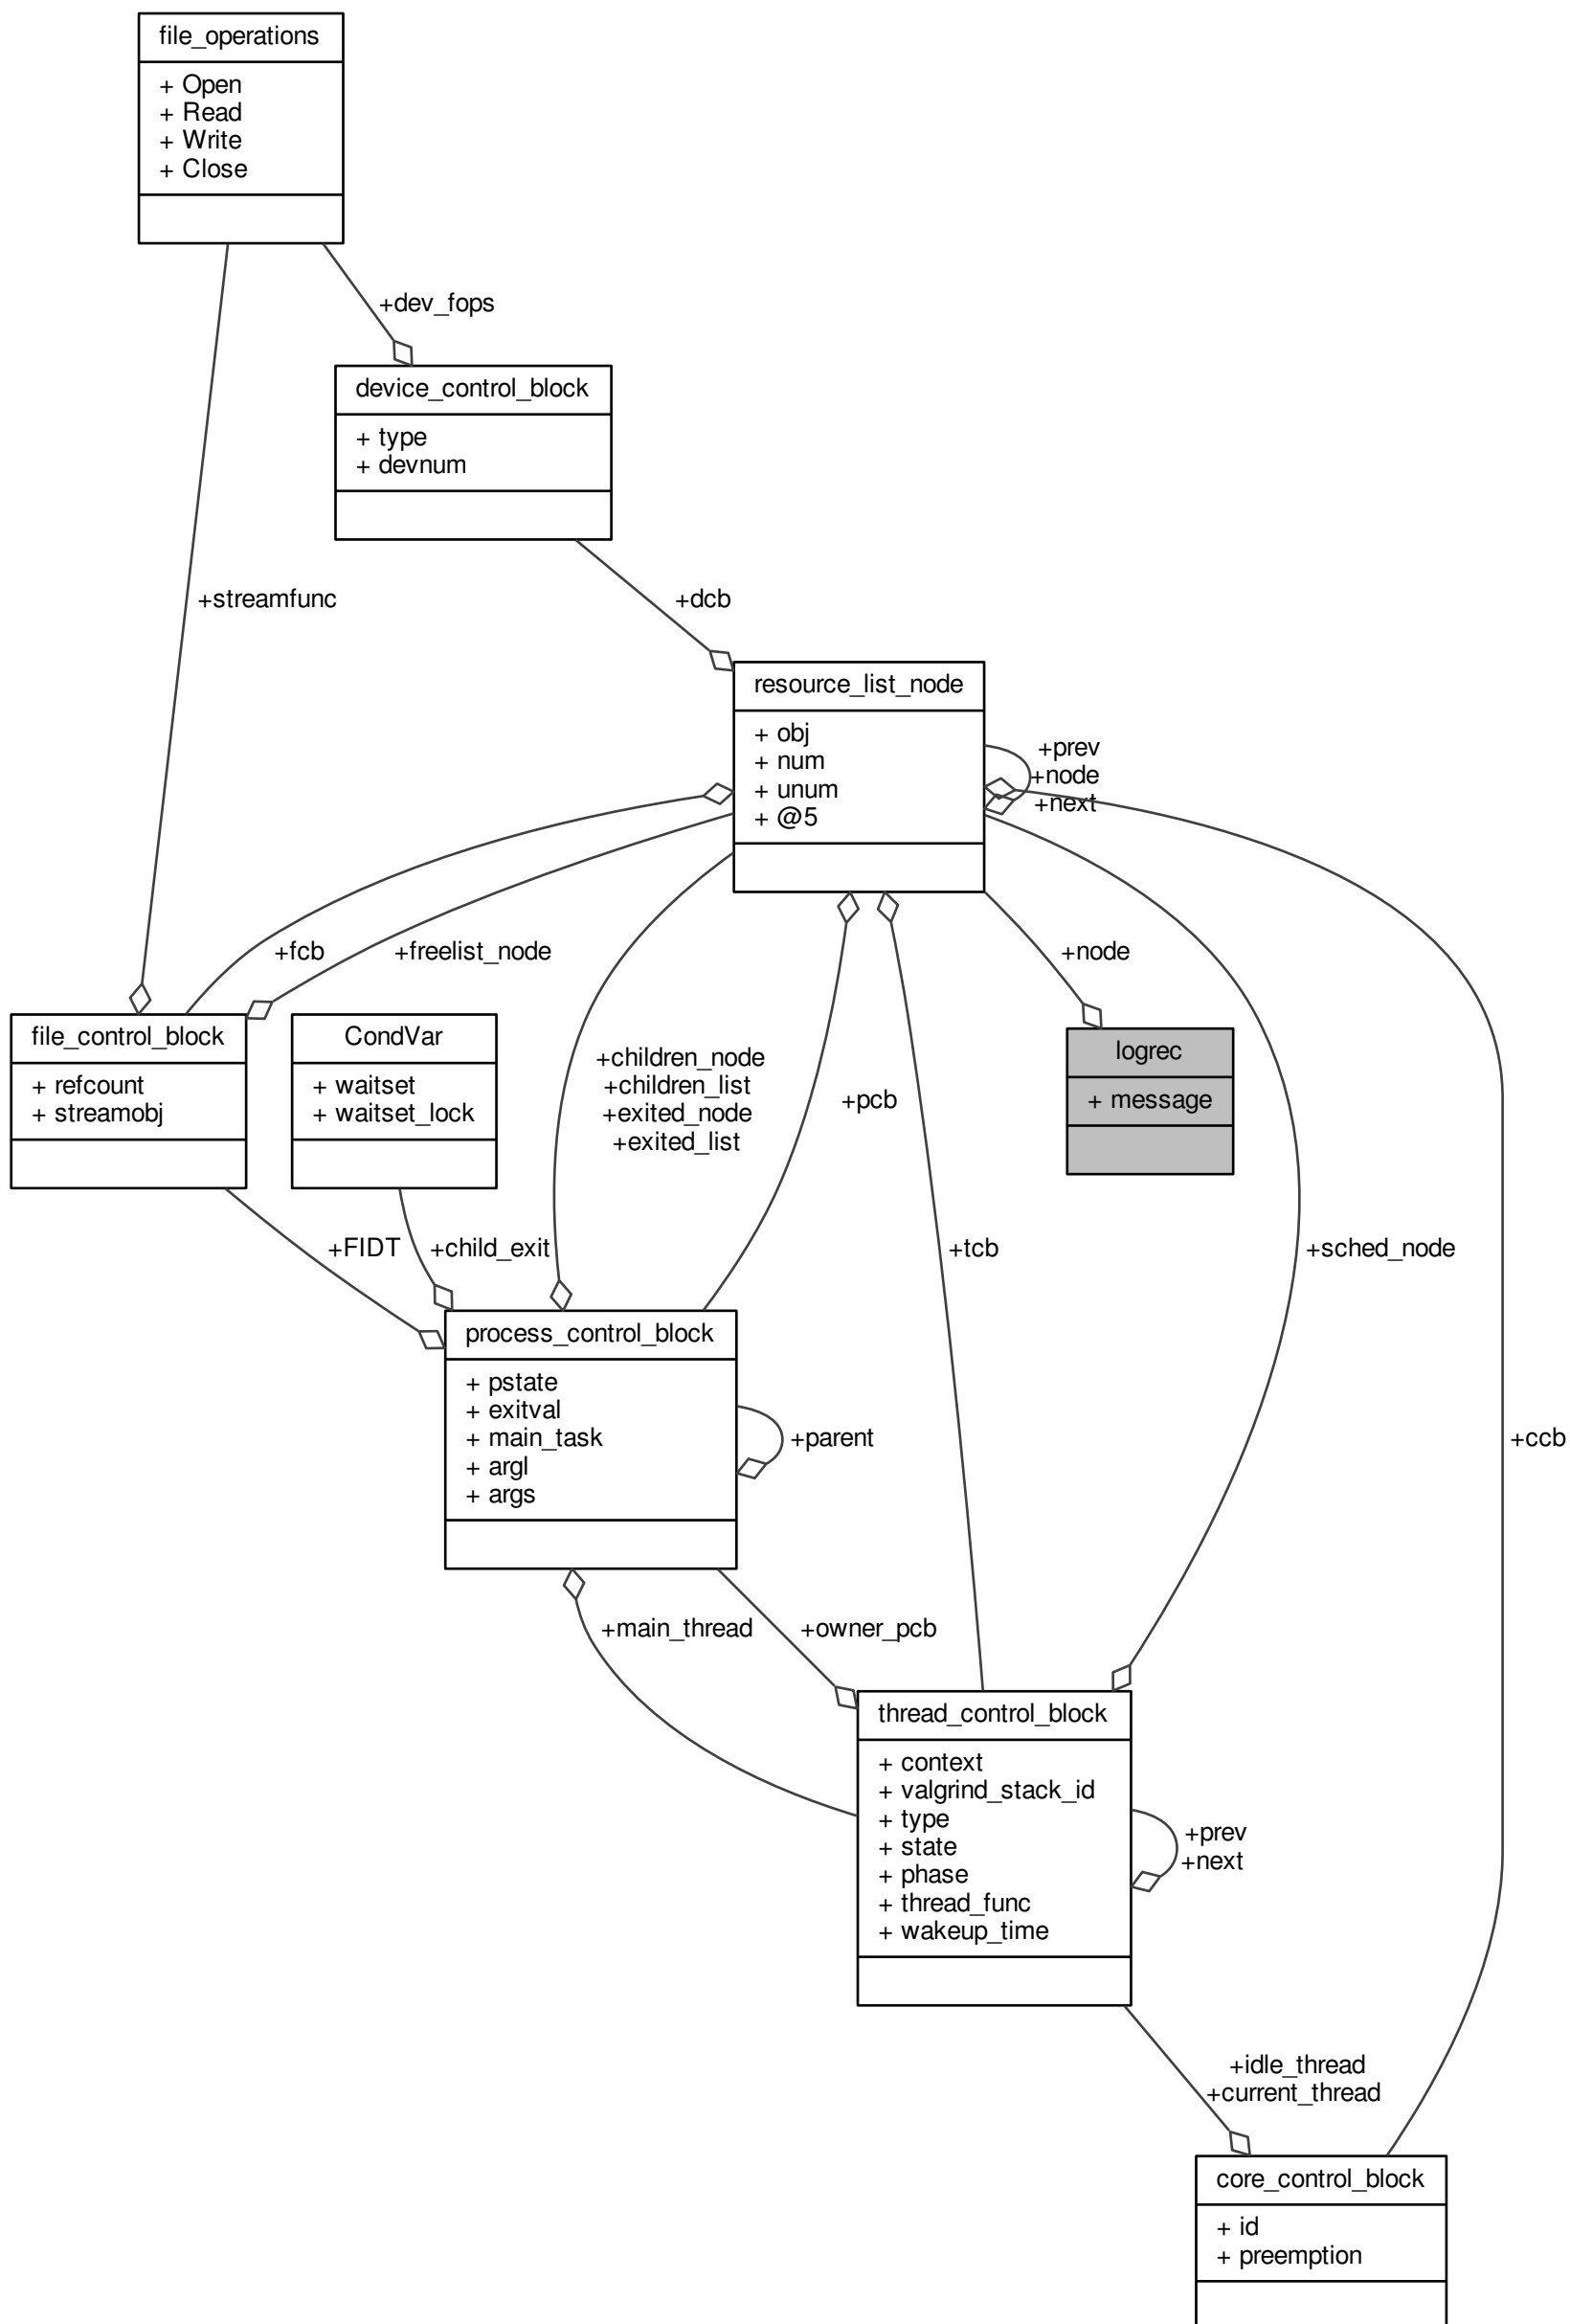 file_operations
+ Open
+ Read
+ Write
+ Close
+dev_fops
device_control_block
+ type
+ devnum
+streamfunc
+dcb
resource_list_node
+ obj
+ num
+ unum
+ @5
+prev
+node
+next
+fcb
+freelist_node
+node
file_control_block
+ refcount
+ streamobj
CondVar
+ waitset
+ waitset_lock
+children_node
+children_list
+exited_node
+exited_list
+pcb
logrec
+ message
+FIDT
+child_exit
+tcb
+sched_node
process_control_block
+ pstate
+ exitval
+ main_task
+ argl
+ args
+parent
+ccb
+main_thread
+owner_pcb
thread_control_block
+ context
+ valgrind_stack_id
+ type
+ state
+ phase
+ thread_func
+ wakeup_time
+prev
+next
+idle_thread
+current_thread
core_control_block
+ id
+ preemption